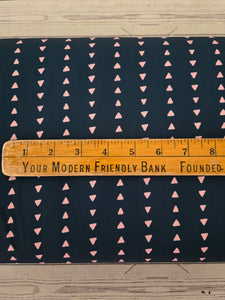 1 2 3 4 5 6 7 8
YOUR MODERN FRIENDLY BANK FOUNDED